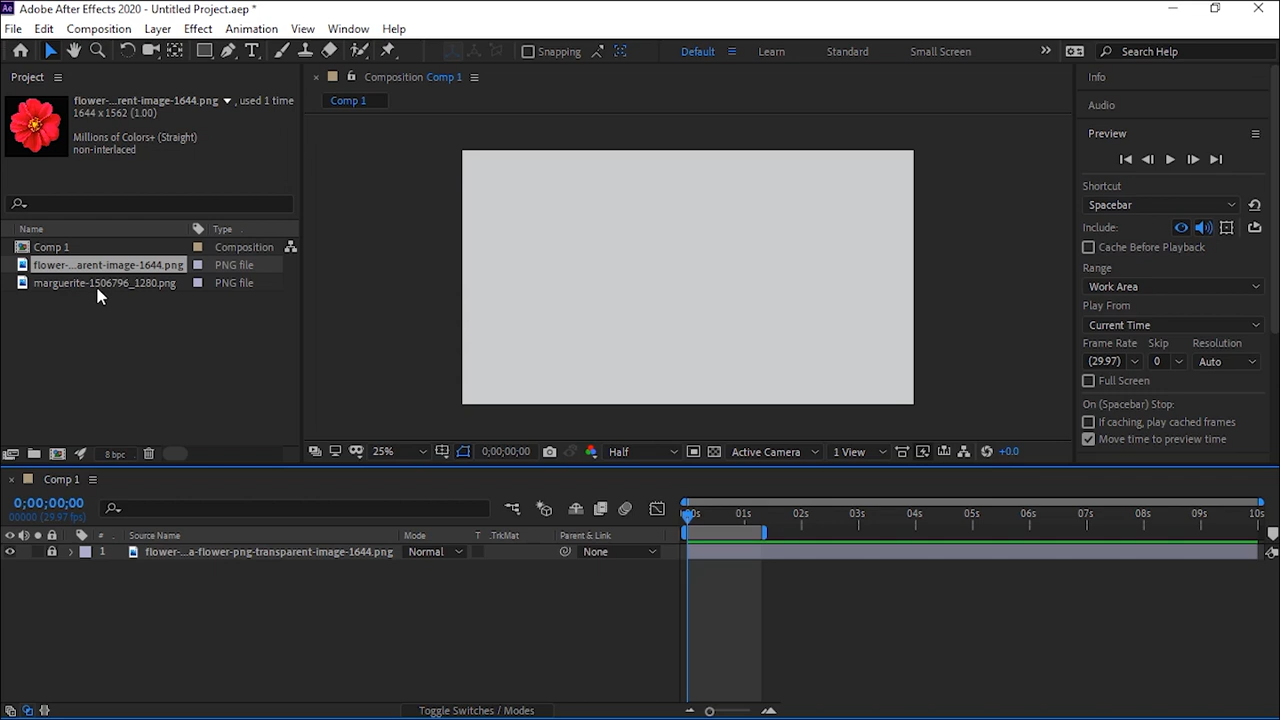 Ae Adobe After Effects 2020 - Untitled Project.aep *
File Edit Composition Layer Effect Animation View Window Help
T Snapping Default Learn Standard Small Screen Search Help
Project
flower-...rent-image-1644.png , used 1 time
1644 x 1562 (1.00)
Millions of Colors+ (Straight)
non-interlaced
Name Type
Comp 1 Composition
flower-...arent-image-1644.png PNG file
marguerite-1506796_1280.png PNG file
8 bpc
Composition Comp 1
Comp 1
25% 0;00;00;00 Half Active Camera 1 View +0.0
Info
Audio
Preview
Shortcut
Spacebar
Include:
Cache Before Playback
Range
Work Area
Play From
Current Time
Frame Rate Skip Resolution
(29.97) 0 Auto
Full Screen
On (Spacebar) Stop:
If caching, play cached frames
Move time to preview time
Comp 1
0;00;00;00
00000 (29.97 fps)
00s 01s 02s 03s 04s 05s 06s 07s 08s 09s 10s
# Source Name Mode T .TrkMat Parent & Link
1 flower-...a-flower-png-transparent-image-1644.png Normal None
Toggle Switches / Modes